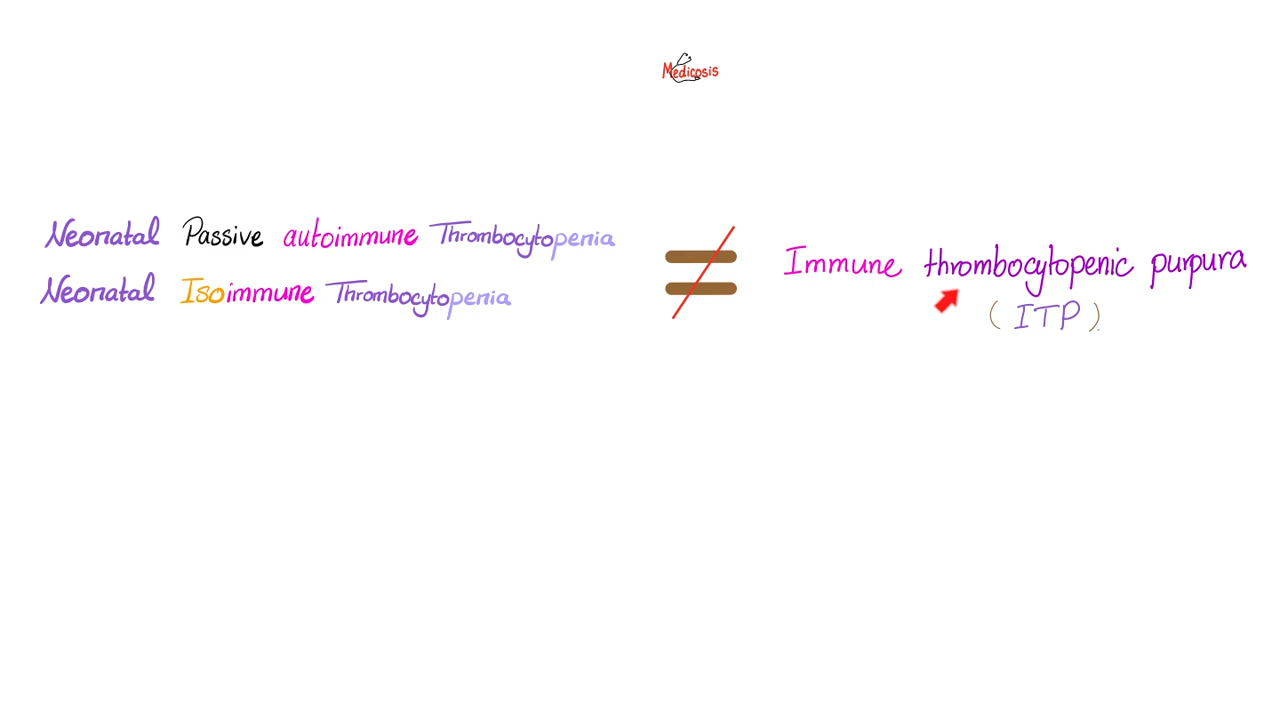 Medicosis
Neonatal Passive autoimmune Thrombocytopenia
Neonatal Isoimmune Thrombocytopenia
Immune thrombocytopenic purpura
(ITP)